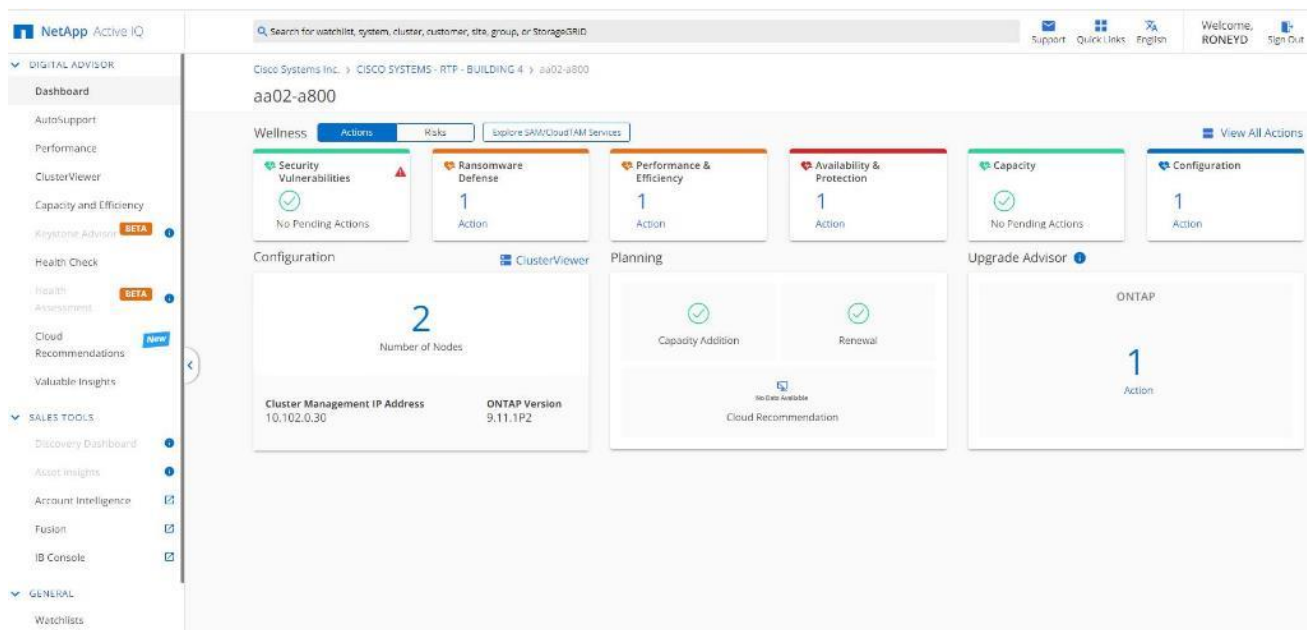 NetApp Active IQ
Search for watchlist, system, cluster, customer, site, group, or StorageGRID
Support
Quick Links
English
Welcome,
RONEYD
Sign Out
DIGITAL ADVISOR
Dashboard
AutoSupport
Performance
ClusterViewer
Capacity and Efficiency
Keystone Advisor BETA
Health Check
Health
Assessment
BETA
Cloud
Recommendations
New
Valuable Insights
SALES TOOLS
Discovery Dashboard
Asset Insights
Account Intelligence
Fusion
IB Console
GENERAL
Watchlists
Cisco Systems Inc. > CISCO SYSTEMS - RTP - BUILDING 4 > aa02-a800
aa02-a800
Wellness
Actions
Risks
Explore SAM/CloudTAM Services
View All Actions
Security
Vulnerabilities
No Pending Actions
Ransomware
Defense
1
Action
Performance &
Efficiency
1
Action
Availability &
Protection
1
Action
Capacity
No Pending Actions
Configuration
1
Action
Configuration
ClusterViewer
2
Number of Nodes
Cluster Management IP Address
10.102.0.30
ONTAP Version
9.11.1P2
Planning
Capacity Addition
Renewal
No Data Available
Cloud Recommendation
Upgrade Advisor
ONTAP
1
Action